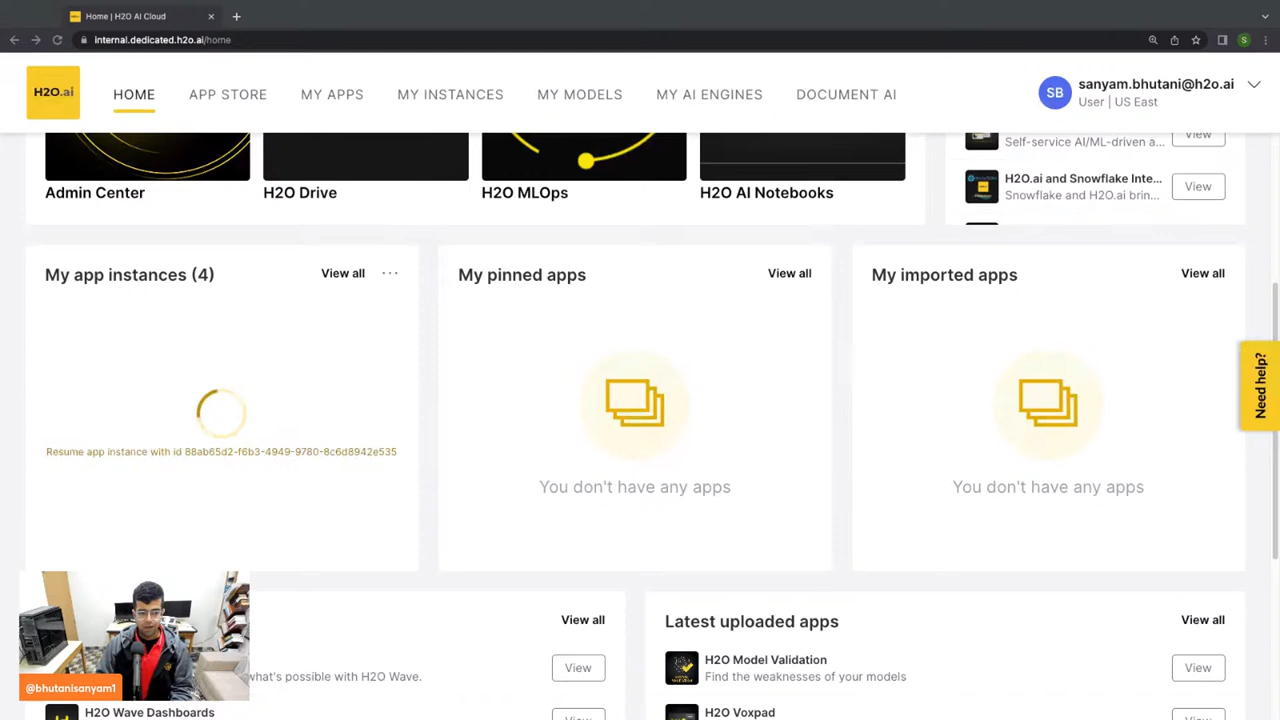 Home | H2O AI Cloud
internal.dedicated.h2o.ai/home
S
H2O.ai
HOME
APP STORE
MY APPS
MY INSTANCES
MY MODELS
MY AI ENGINES
DOCUMENT AI
SB
sanyam.bhutani@h2o.ai
User | US East
Self-service AI/ML-driven a...
View
Admin Center
H2O Drive
H2O MLOps
H2O AI Notebooks
H2O.ai and Snowflake Inte...
Snowflake and H2O.ai brin...
View
My app instances (4)
View all
Resume app instance with id 88ab65d2-f6b3-4949-9780-8c6d8942e535
My pinned apps
View all
You don't have any apps
My imported apps
View all
You don't have any apps
Need help?
View all
what's possible with H2O Wave.
View
H2O Wave Dashboards
Latest uploaded apps
View all
H2O Model Validation
Find the weaknesses of your models
View
H2O Voxpad
@bhutanisanyam1